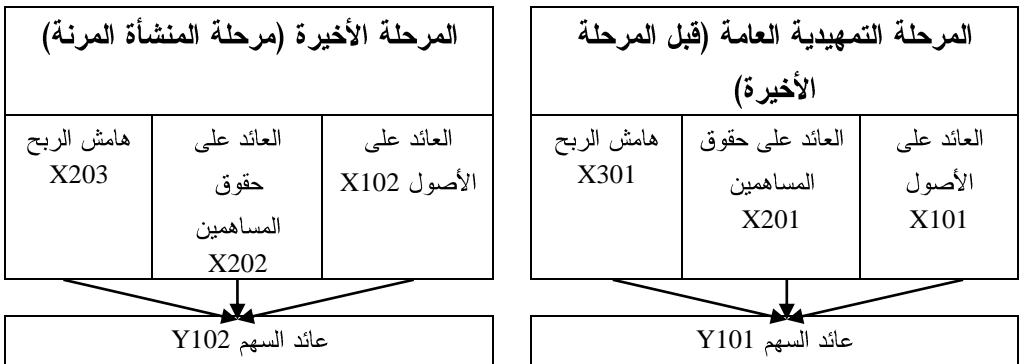 المرحلة التمهيدية العامة (قبل المرحلة
الأخيرة)
العائد على
الأصول
X101
العائد على حقوق
المساهمين
X201
هامش الربح
X301
عائد السهم Y101
المرحلة الأخيرة (مرحلة المنشأة المرنة)
العائد على
الأصول X102
العائد على
حقوق
المساهمين
X202
هامش الربح
X203
عائد السهم Y102